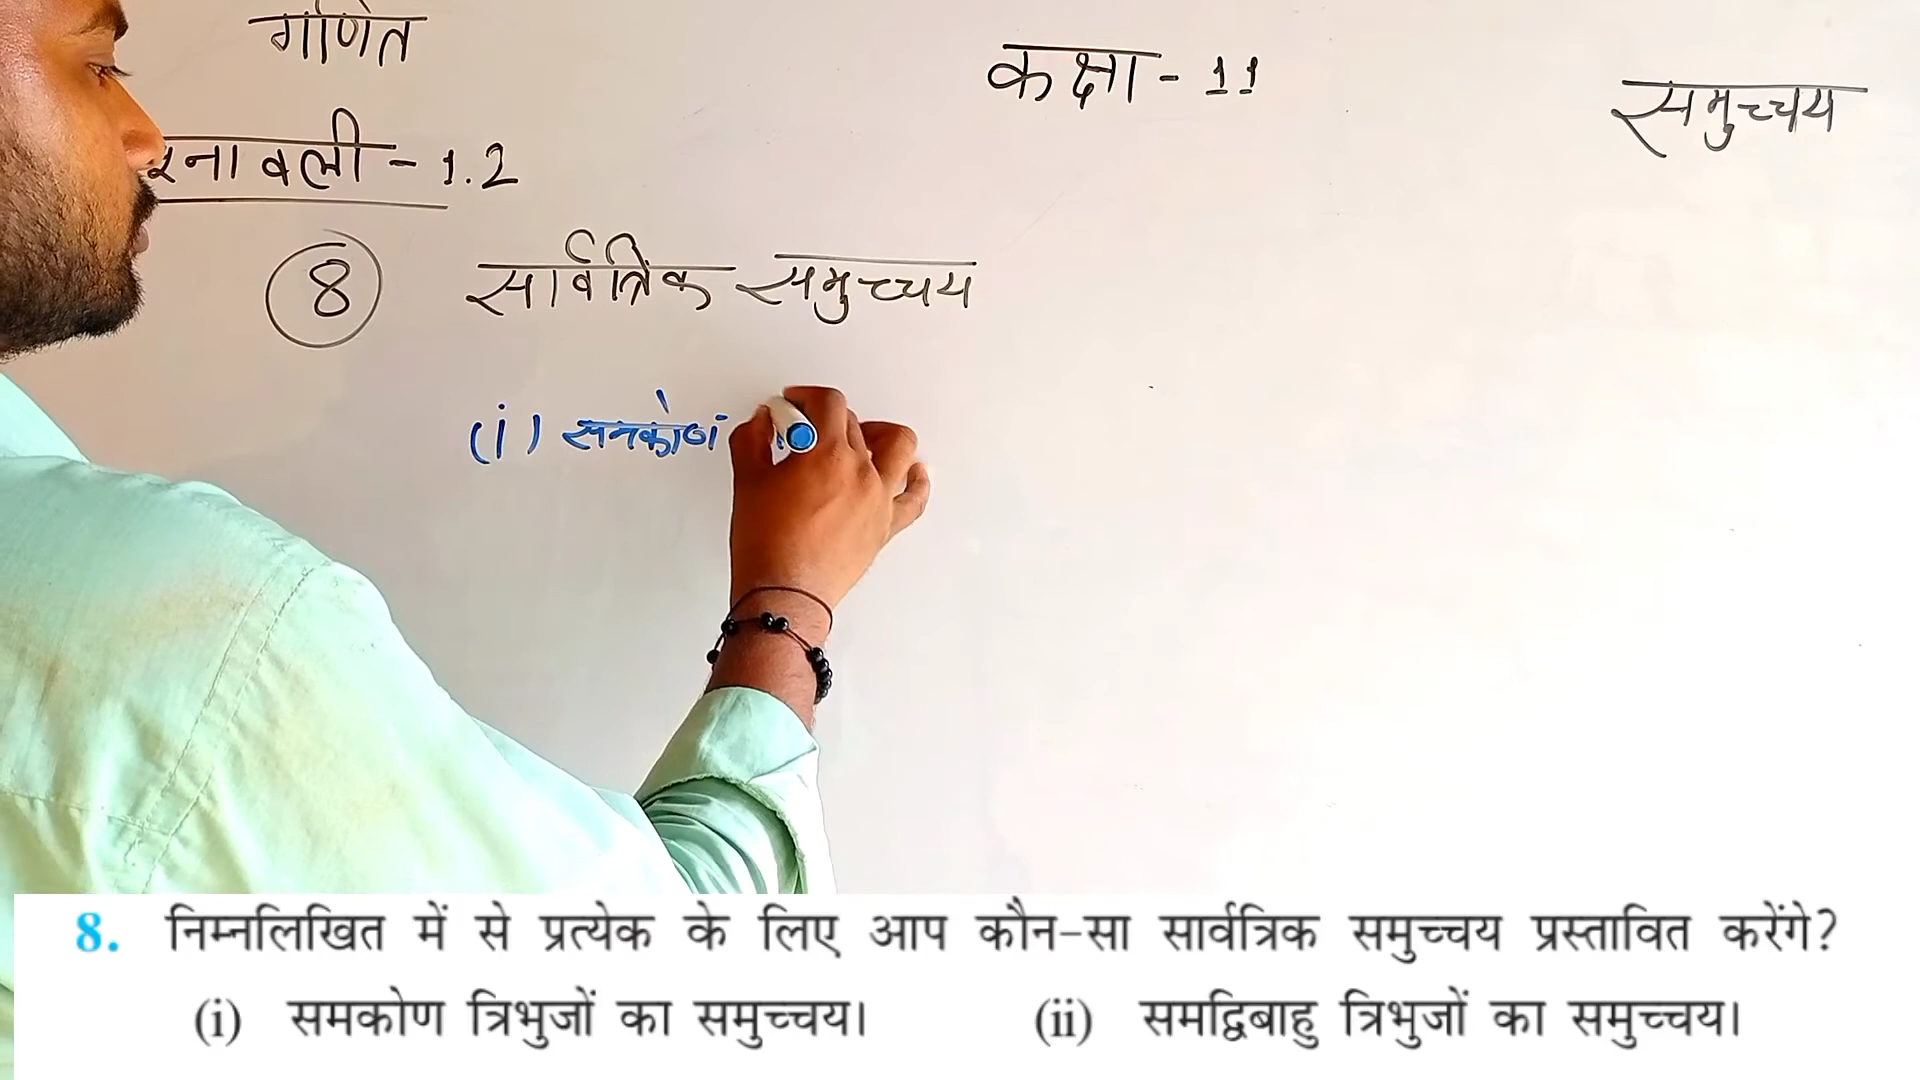 गणित
कक्षा - 11
समुच्चय
श्नावली - 1.2
8 सार्वत्रिक समुच्चय
(i) समकोण
8. निम्नलिखित में से प्रत्येक के लिए आप कौन-सा सार्वत्रिक समुच्चय प्रस्तावित करेंगे?
(i) समकोण त्रिभुजों का समुच्चय। (ii) समद्विबाहु त्रिभुजों का समुच्चय।